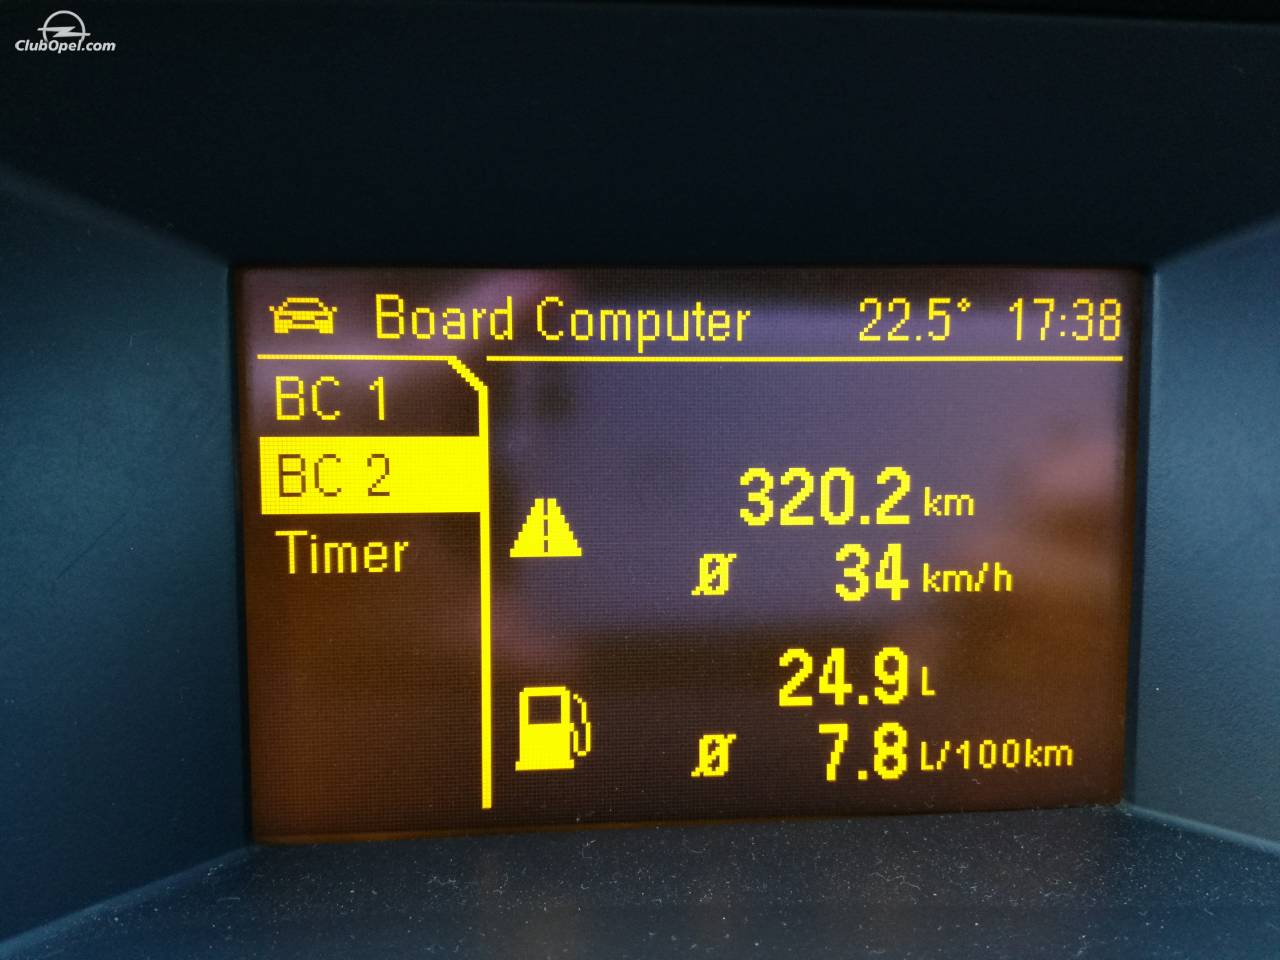 ClubOpel.com
Board Computer 22.5° 17:38
BC 1
BC 2
Timer
320.2 km
Ø 34 km/h
24.9 L
Ø 7.8 L/100km